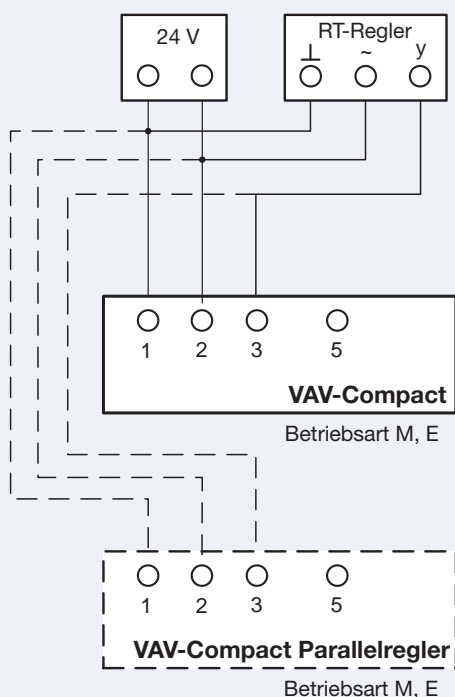 24 V
RT-Regler
⊥ ~ y
1 2 3 5
VAV-Compact
Betriebsart M, E
1 2 3 5
VAV-Compact Parallelregler
Betriebsart M, E